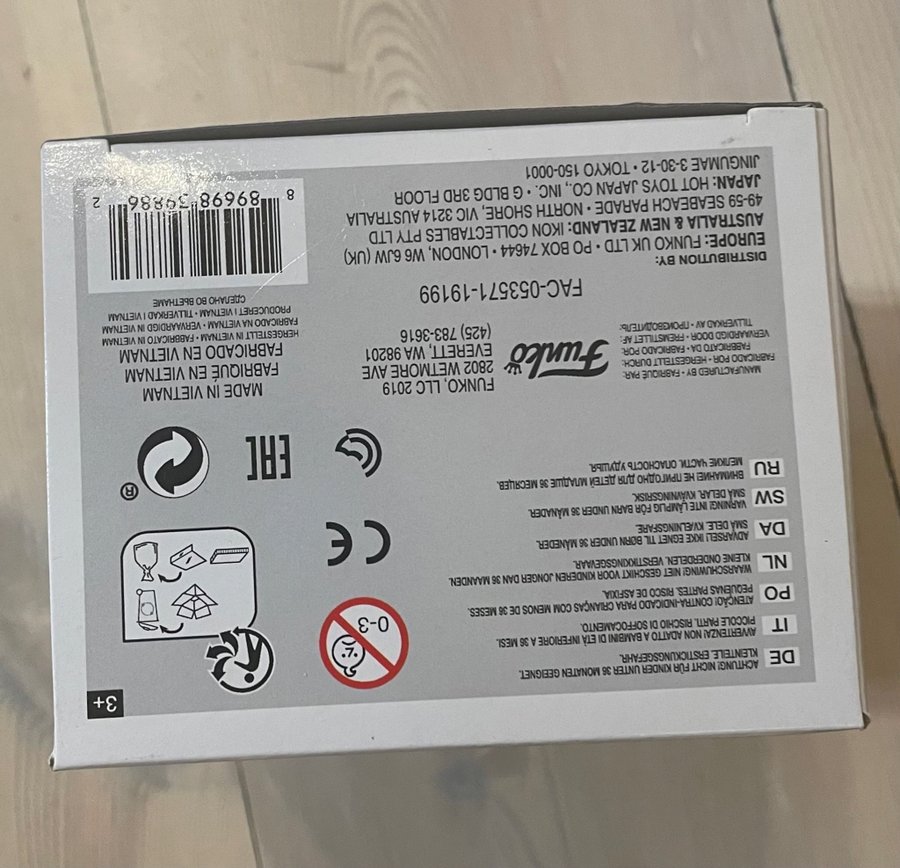 3+
DE
ACHTUNG! NICHT FÜR KINDER UNTER 36 MONATEN GEEIGNET.
KLEINTEILE. ERSTICKUNGSGEFAHR.
IT
AVVERTENZA! NON ADATTO A BAMBINI DI ETÀ INFERIORE A 36 MESI.
PICCOLE PARTI. RISCHIO DI SOFFOCAMENTO.
PO
ATENÇÃO! CONTRA-INDICADO PARA CRIANÇAS COM MENOS DE 36 MESES.
PEQUENAS PARTES. RISCO DE ASFIXIA.
NL
WAARSCHUWING! NIET GESCHIKT VOOR KINDEREN JONGER DAN 36 MAANDEN.
KLEINE ONDERDELEN. VERSTIKKINGSGEVAAR.
DA
ADVARSEL! IKKE EGNET TIL BØRN UNDER 36 MÅNEDER.
SMÅ DELE. KVÆLNINGSFARE.
SW
VARNING! INTE LÄMPLIG FÖR BARN UNDER 36 MÅNADER.
SMÅ DELAR. KVÄVNINGSRISK.
RU
ВНИМАНИЕ! НЕ ПРИГОДНО ДЛЯ ДЕТЕЙ МЛАДШЕ 36 МЕСЯЦЕВ.
МЕЛКИЕ ЧАСТИ. ОПАСНОСТЬ УДУШЬЯ.
0-3
CE
EAC
®
MANUFACTURED BY • FABRIQUÉ PAR:
FABRICADO POR • HERGESTELLT DURCH:
FABBRICATO DA • FABRICADO POR:
VERVAARDIGD DOOR • FREMSTILLET AF:
TILLVERKAD AV • ПРОИЗВОДИТЕЛЬ:
Funko
FUNKO, LLC 2019
2802 WETMORE AVE
EVERETT, WA 98201
(425) 783-3616
FAC-053571-19199
DISTRIBUTION BY:
EUROPE: FUNKO UK LTD • PO BOX 74644 • LONDON, W6 6JW (UK)
AUSTRALIA & NEW ZEALAND: IKON COLLECTABLES PTY LTD
49-59 SEABEACH PARADE • NORTH SHORE, VIC 3214 AUSTRALIA
JAPAN: HOT TOYS JAPAN CO., INC. • G BLDG 3RD FLOOR
JINGUMAE 3-30-12 • TOKYO 150-0001
MADE IN VIETNAM
FABRIQUÉ EN VIETNAM
FABRICADO EN VIETNAM
HERGESTELLT IN VIETNAM • FABBRICATO IN VIETNAM
FABRICADO NA VIETNAM • VERVAARDIGD IN VIETNAM
PRODUCERET I VIETNAM • TILLVERKAD I VIETNAM
СДЕЛАНО ВО ВЬЕТНАМЕ
8 89698 39886 2